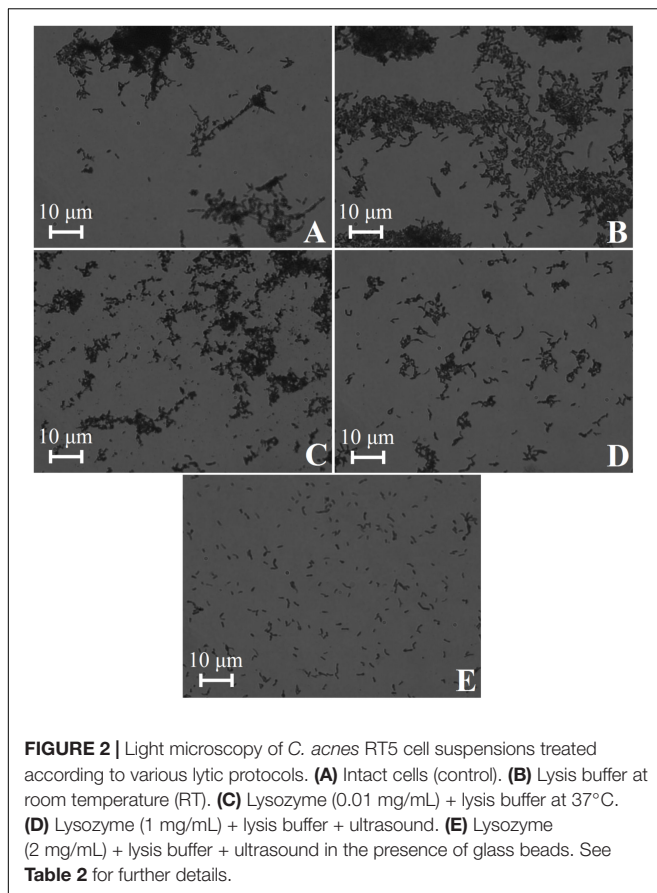 10 μm
A
10 μm
B
10 μm
C
10 μm
D
10 μm
E
FIGURE 2 | Light microscopy of C. acnes RT5 cell suspensions treated
according to various lytic protocols. (A) Intact cells (control). (B) Lysis buffer at
room temperature (RT). (C) Lysozyme (0.01 mg/mL) + lysis buffer at 37°C.
(D) Lysozyme (1 mg/mL) + lysis buffer + ultrasound. (E) Lysozyme
(2 mg/mL) + lysis buffer + ultrasound in the presence of glass beads. See
Table 2 for further details.